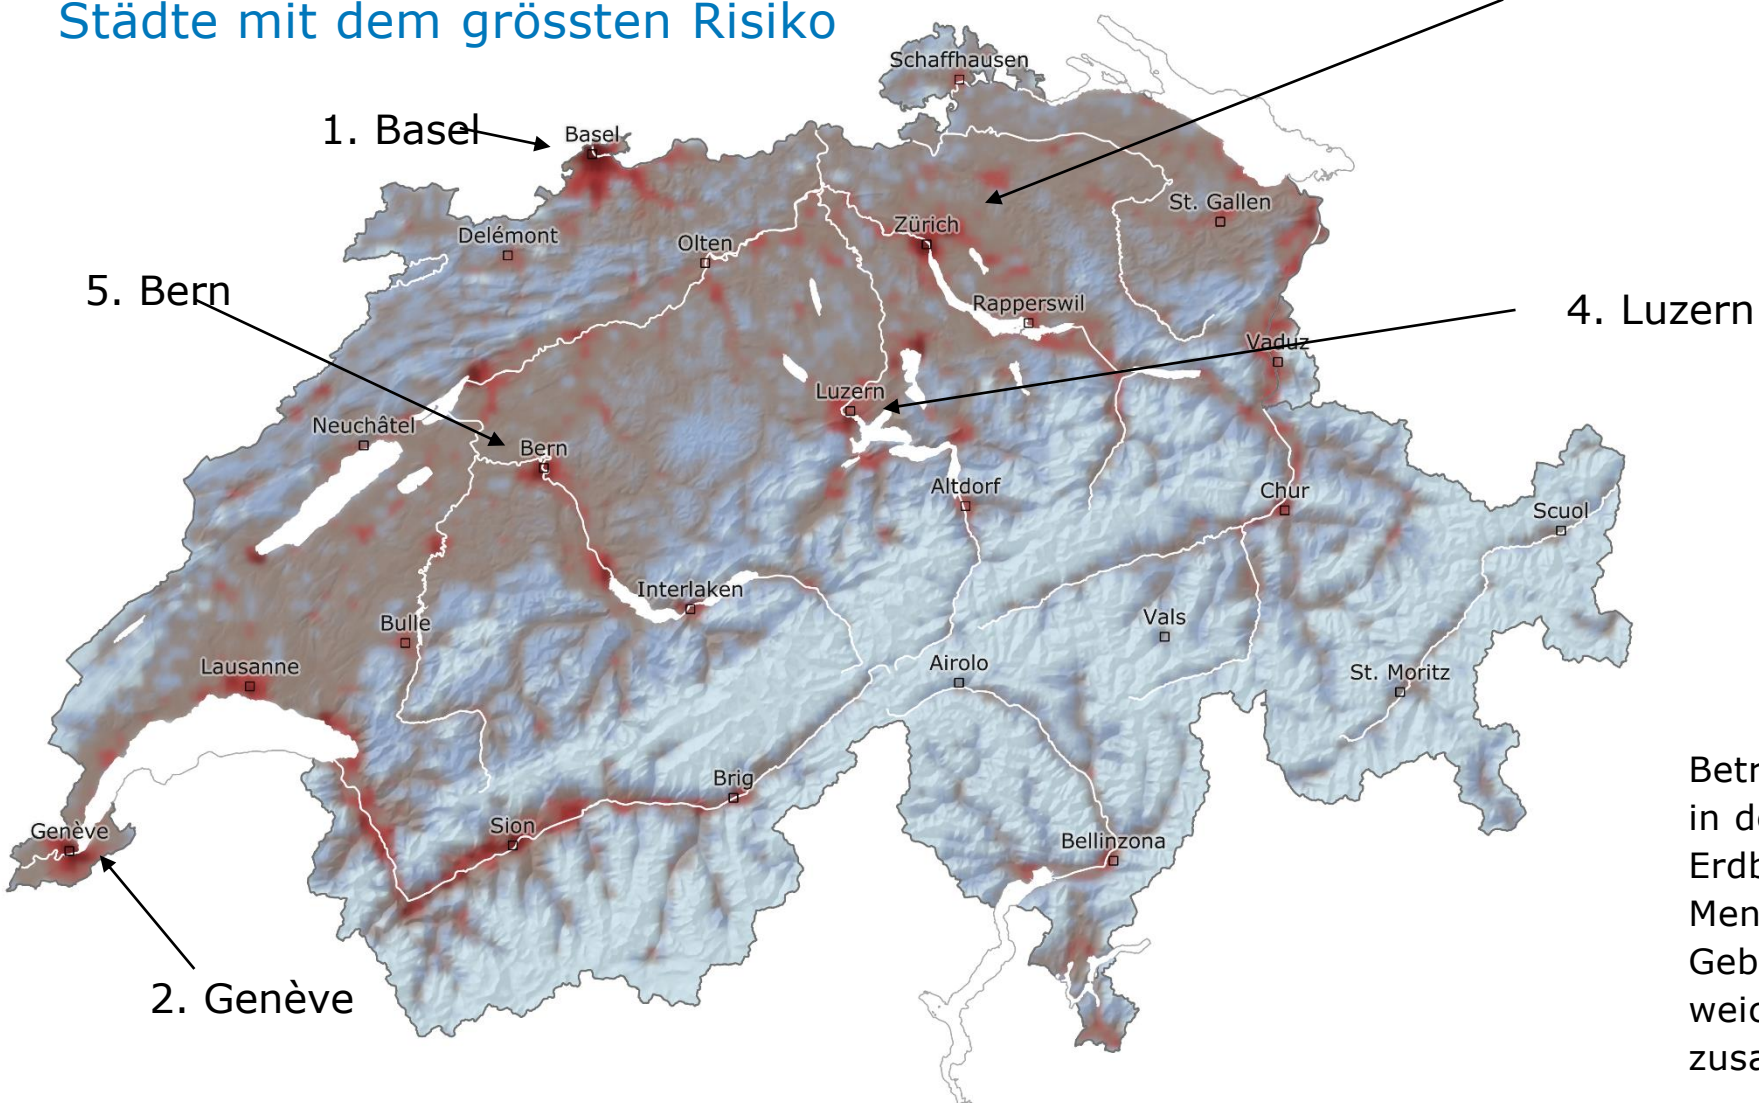 Städte mit dem grössten Risiko
Schaffhausen
1. Basel
Basel
St. Gallen
Zürich
Delémont
Olten
5. Bern
Rapperswil
4. Luzern
Vaduz
Luzern
Neuchâtel
Bern
Altdorf
Chur
Scuol
Interlaken
Bulle
Vals
Lausanne
Airolo
St. Moritz
Brig
Genève
Sion
Bellinzona
2. Genève
in